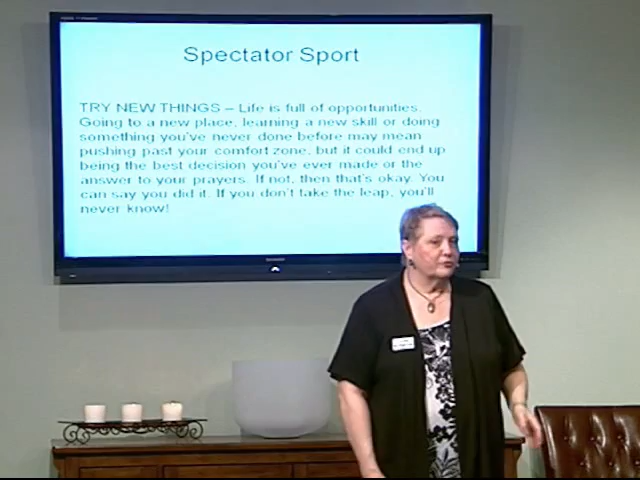 Spectator Sport
TRY NEW THINGS – Life is full of opportunities.
Going to a new place, learning a new skill or doing
something you've never done before may mean
pushing past your comfort zone, but it could end up
being the best decision you've ever made or the
answer to your prayers. If not, then that's okay. You
can say you did it. If you don't take the leap, you'll
never know!